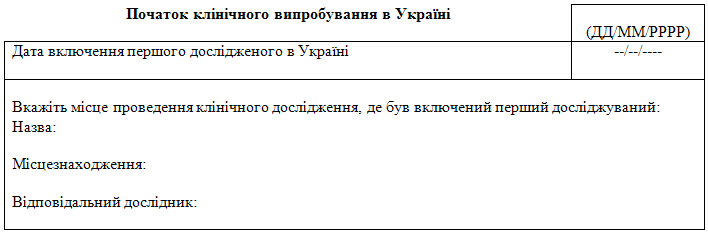 Початок клінічного випробування в Україні
(ДД/ММ/РРРР)
Дата включення першого дослідженого в Україні
--/--/----
Вкажіть місце проведення клінічного дослідження, де був включений перший досліджуваний:
Назва:
Місцезнаходження:
Відповідальний дослідник: